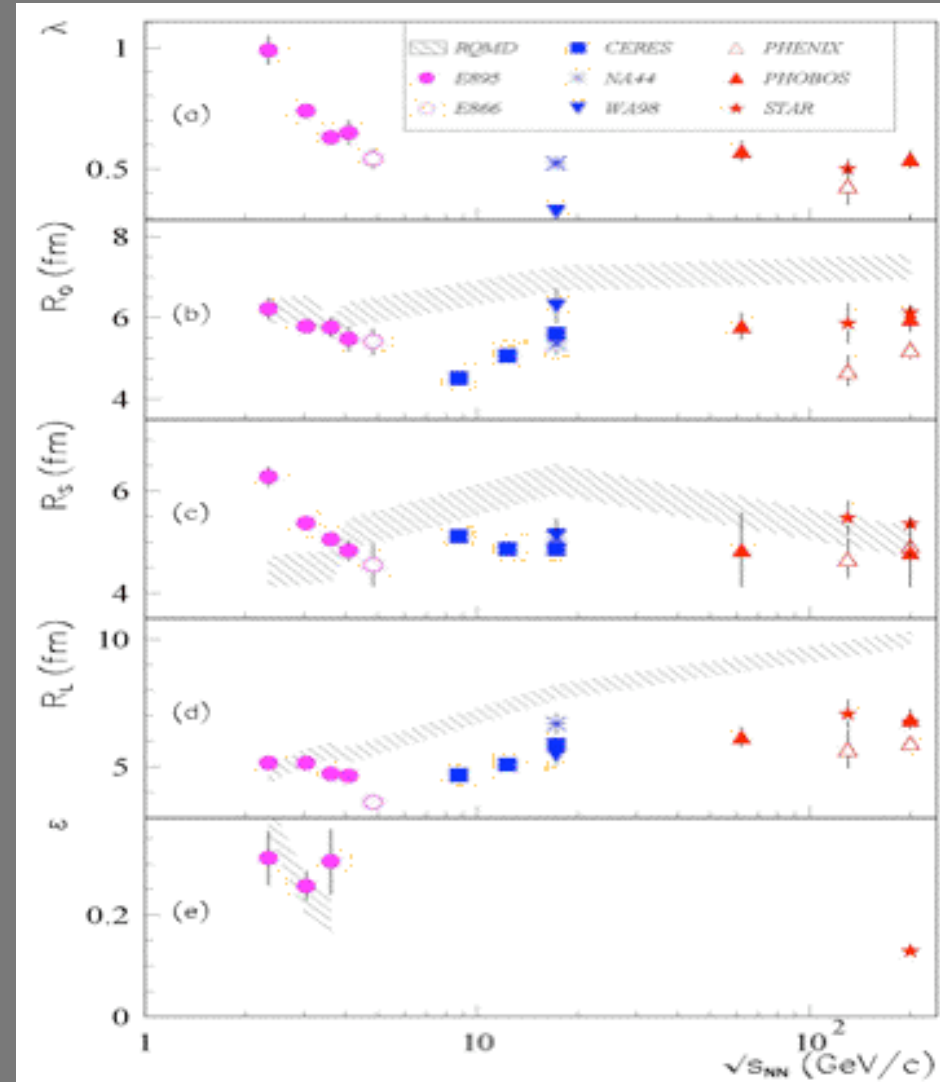 λ
1
0.5
(a)
RQMD
E895
E866
CERES
NA44
WA98
PHENIX
PHOBOS
STAR
R_O (fm)
8
6
4
(b)
R_S (fm)
6
4
(c)
R_L (fm)
10
5
(d)
ε
0.2
0
(e)
1
10
10²
√s_NN (GeV/c)